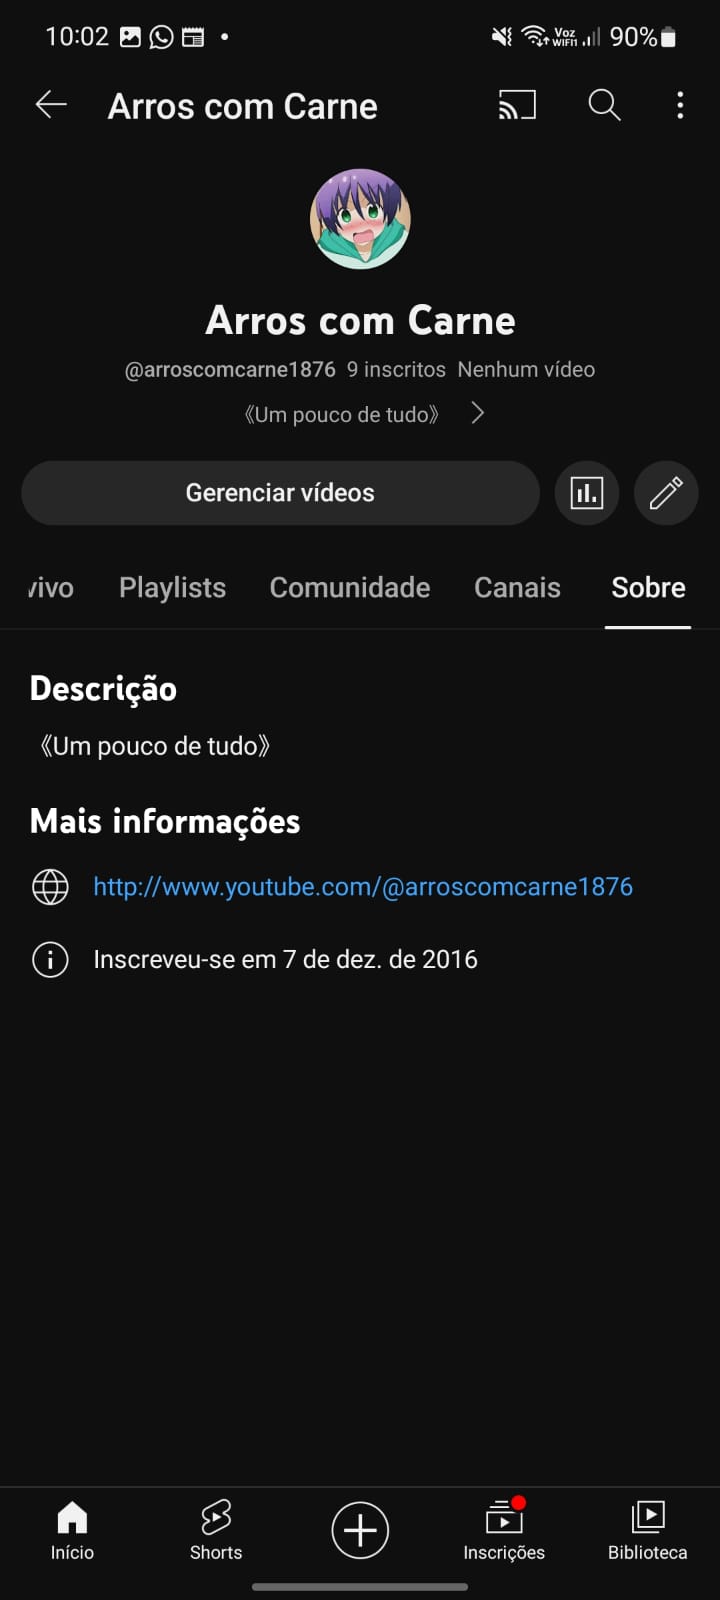 10:02 Voz WIFI1 90%
Arros com Carne
Arros com Carne
@arroscomcarne1876 9 inscritos Nenhum vídeo
《Um pouco de tudo》
Gerenciar vídeos
vivo Playlists Comunidade Canais Sobre
Descrição
《Um pouco de tudo》
Mais informações
http://www.youtube.com/@arroscomcarne1876
Inscreveu-se em 7 de dez. de 2016
Início Shorts Inscrições Biblioteca